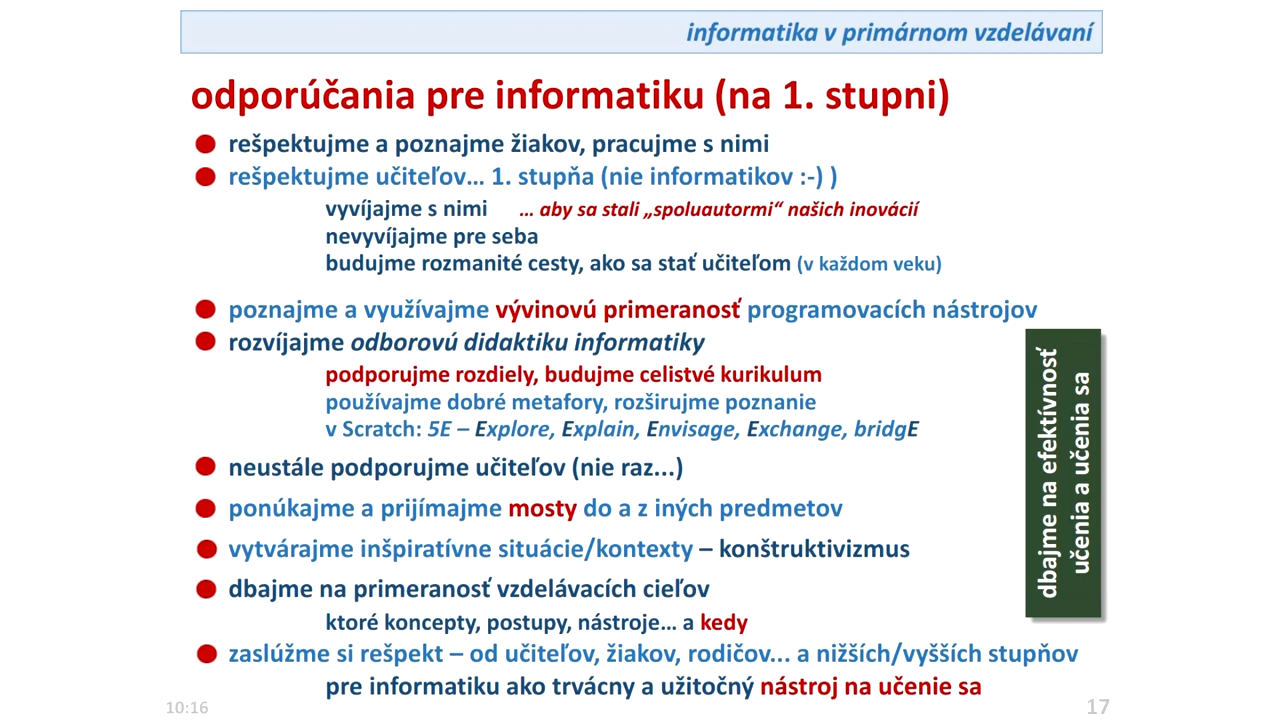 informatika v primárnom vzdelávaní
odporúčania pre informatiku (na 1. stupni)
rešpektujme a poznajme žiakov, pracujme s nimi
rešpektujme učiteľov… 1. stupňa (nie informatikov :-) )
vyvíjajme s nimi … aby sa stali „spoluautormi“ našich inovácií
nevyvíjajme pre seba
budujme rozmanité cesty, ako sa stať učiteľom (v každom veku)
poznajme a využívajme vývinovú primeranosť programovacích nástrojov
rozvíjajme odborovú didaktiku informatiky
podporujme rozdiely, budujme celistvé kurikulum
používajme dobré metafory, rozširujme poznanie
v Scratch: 5E – Explore, Explain, Envisage, Exchange, bridgE
neustále podporujme učiteľov (nie raz...)
ponúkajme a prijímajme mosty do a z iných predmetov
vytvárajme inšpiratívne situácie/kontexty – konštruktivizmus
dbajme na primeranosť vzdelávacích cieľov
ktoré koncepty, postupy, nástroje… a kedy
zaslúžme si rešpekt – od učiteľov, žiakov, rodičov... a nižších/vyšších stupňov
pre informatiku ako trvácny a užitočný nástroj na učenie sa
dbajme na efektívnosť
učenia a učenia sa
10:16
17